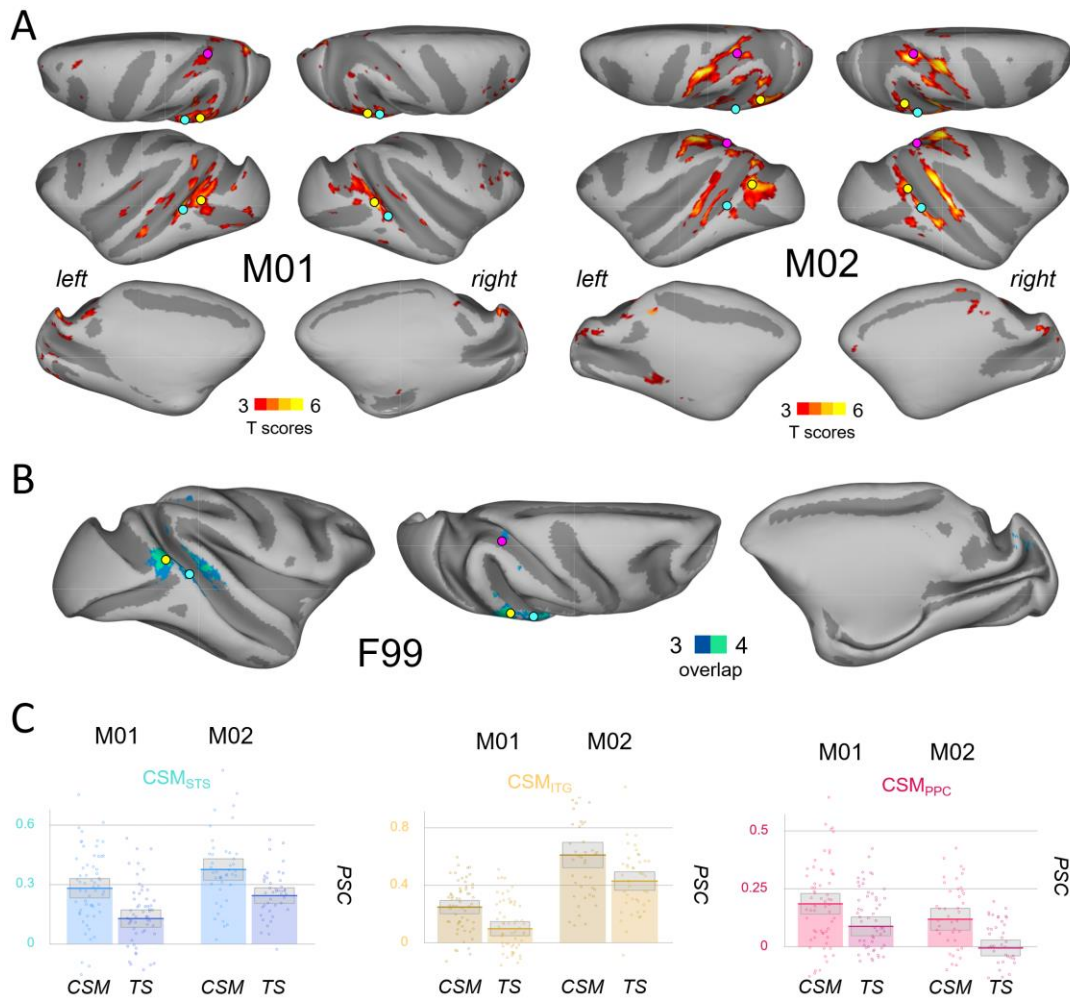 A
M01
M02
left
right
left
right
3 6
T scores
3 6
T scores
B
F99
3 4
overlap
C
M01 M02
CSMSTS
0.6
0.3
0
PSC
CSM TS CSM TS
M01 M02
CSMITG
0.8
0.4
0
PSC
CSM TS CSM TS
M01 M02
CSMPPC
0.5
0.25
0
CSM TS CSM TS